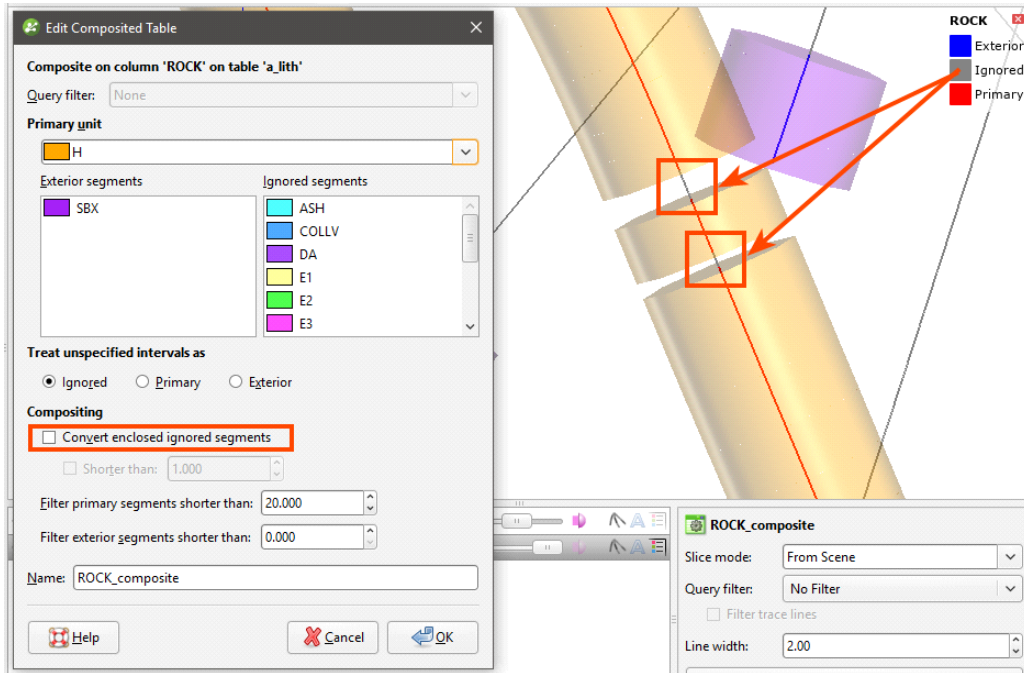 Edit Composited Table
Composite on column 'ROCK' on table 'a_lith'
Query filter: None
Primary unit
H
Exterior segments Ignored segments
SBX
ASH
COLLV
DA
E1
E2
E3
Treat unspecified intervals as
Ignored Primary Exterior
Compositing
Convert enclosed ignored segments
Shorter than: 1.000
Filter primary segments shorter than: 20.000
Filter exterior segments shorter than: 0.000
Name: ROCK_composite
Help Cancel OK
ROCK
Exterior
Ignored
Primary
ROCK_composite
Slice mode: From Scene
Query filter: No Filter
Filter trace lines
Line width: 2.00